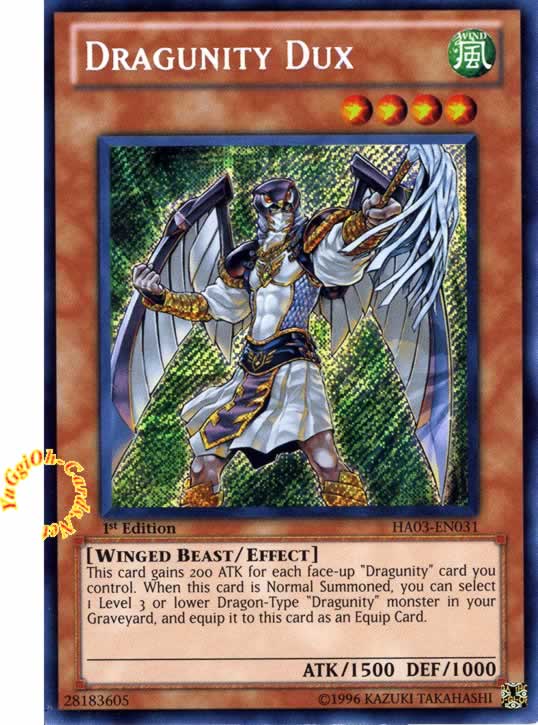 DRAGUNITY DUX
WIND
風
YuGgiOh-Cards.Net
1st Edition
HA03-EN031
[WINGED BEAST/EFFECT]
This card gains 200 ATK for each face-up "Dragunity" card you
control. When this card is Normal Summoned, you can select
1 Level 3 or lower Dragon-Type "Dragunity" monster in your
Graveyard, and equip it to this card as an Equip Card.
ATK/1500 DEF/1000
28183605
©1996 KAZUKI TAKAHASHI